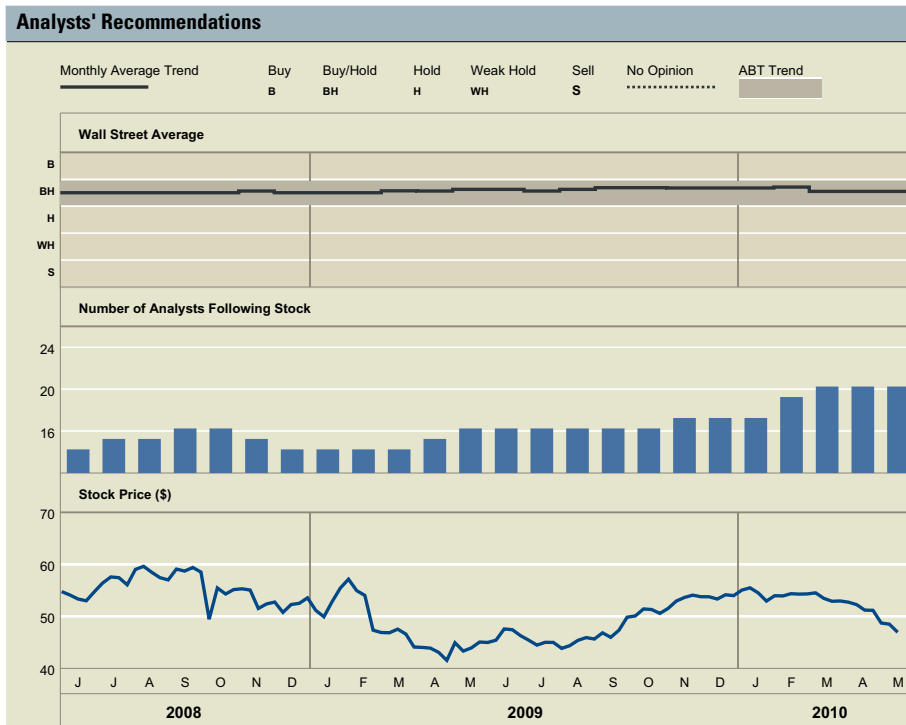 Analysts' Recommendations
Monthly Average Trend Buy Buy/Hold Hold Weak Hold Sell No Opinion ABT Trend
B BH H WH S
Wall Street Average
B
BH
H
WH
S
Number of Analysts Following Stock
24
20
16
Stock Price ($)
70
60
50
40
J J A S O N D J F M A M J J A S O N D J F M A M
2008 2009 2010